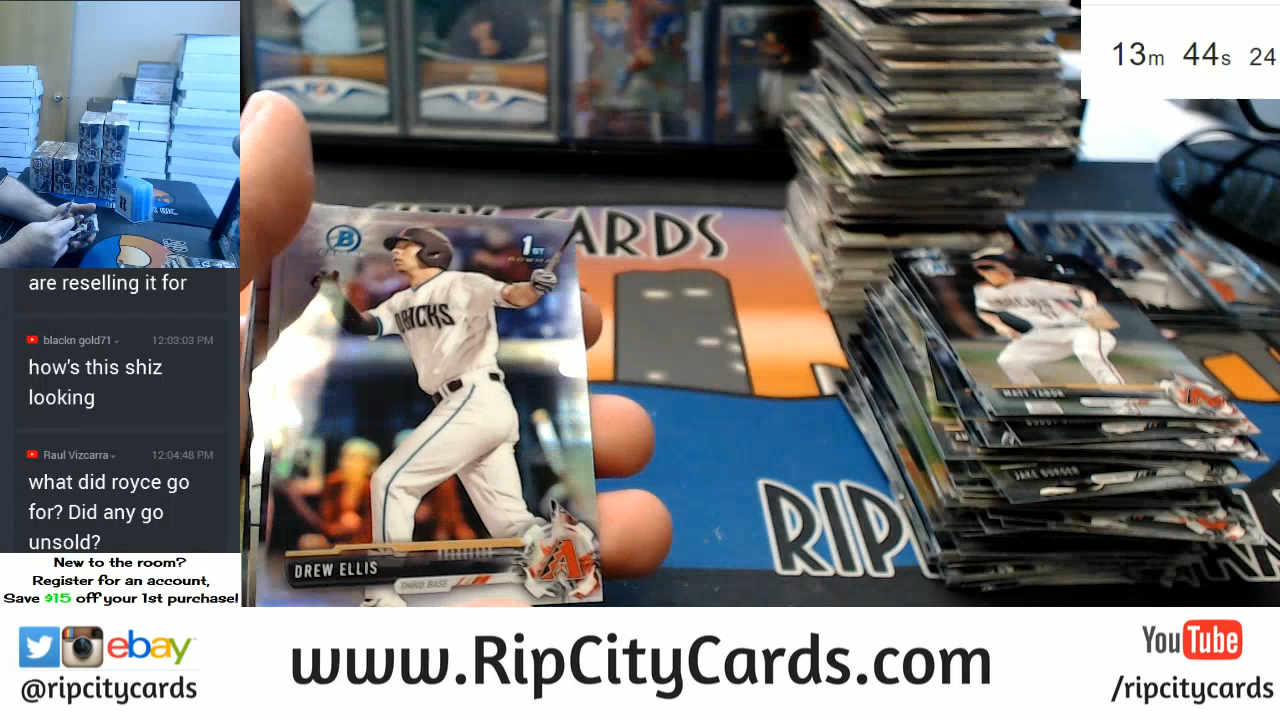 13m 44s 24
are reselling it for
blackn gold71
12:03:03 PM
how's this shiz
looking
Raul Vizcarra
12:04:48 PM
what did royce go
for? Did any go
unsold?
New to the room?
Register for an account,
Save $15 off your 1st purchase!
CITY CARDS
B
1ST
BOWMAN
D-BACKS
DREW ELLIS
THIRD BASE
A
MATT TABOR
JAKE BURGER
RIP
ebay
@ripcitycards
www.RipCityCards.com
YouTube
/ripcitycards